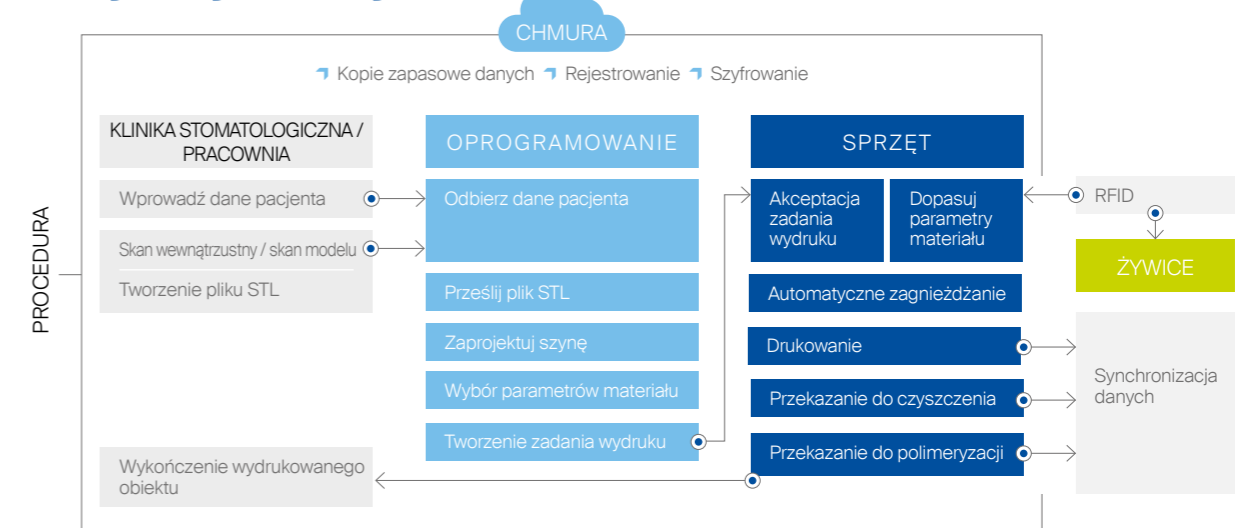 CHMURA
Kopie zapasowe danych Rejestrowanie Szyfrowanie
PROCEDURA
KLINIKA STOMATOLOGICZNA /
PRACOWNIA
Wprowadź dane pacjenta
Skan wewnątrzustny / skan modelu
Tworzenie pliku STL
Wykończenie wydrukowanego
obiektu
OPROGRAMOWANIE
Odbierz dane pacjenta
Prześlij plik STL
Zaprojektuj szynę
Wybór parametrów materiału
Tworzenie zadania wydruku
SPRZĘT
Akceptacja
zadania
wydruku
Dopasuj
parametry
materiału
Automatyczne zagnieżdżanie
Drukowanie
Przekazanie do czyszczenia
Przekazanie do polimeryzacji
RFID
ŻYWICE
Synchronizacja
danych